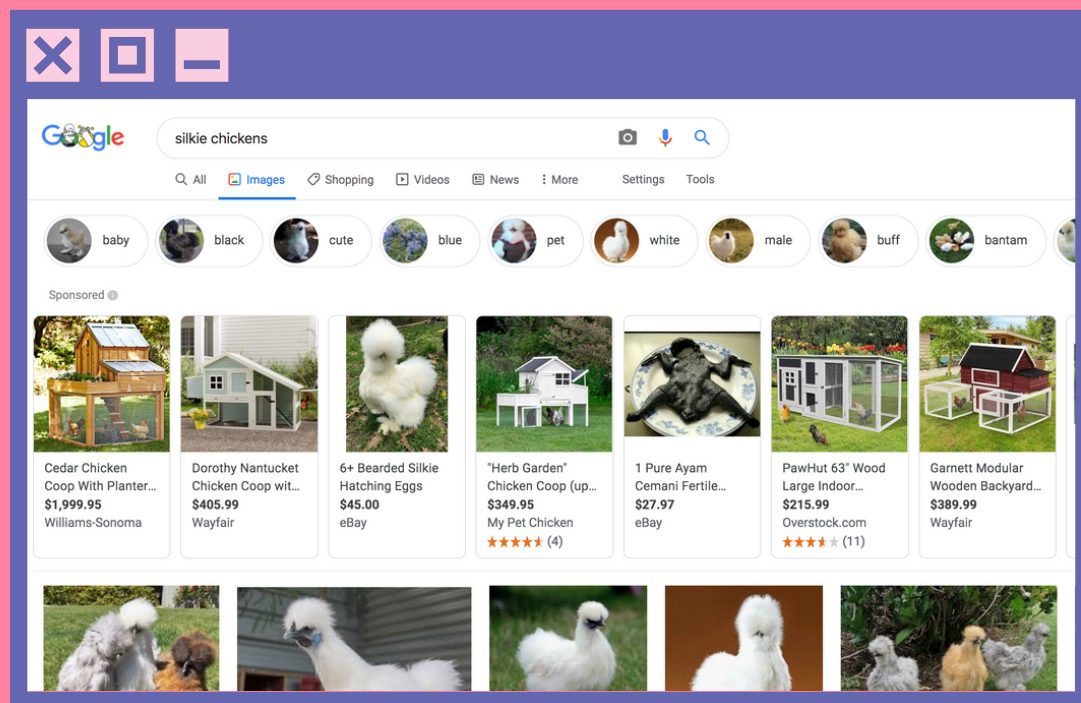 Google
silkie chickens
All Images Shopping Videos News More Settings Tools
baby black cute blue pet white male buff bantam
Sponsored
Cedar Chicken
Coop With Planter...
$1,999.95
Williams-Sonoma
Dorothy Nantucket
Chicken Coop wit...
$405.99
Wayfair
6+ Bearded Silkie
Hatching Eggs
$45.00
eBay
"Herb Garden"
Chicken Coop (up...
$349.95
My Pet Chicken
(4)
1 Pure Ayam
Cemani Fertile...
$27.97
eBay
PawHut 63" Wood
Large Indoor...
$215.99
Overstock.com
(11)
Garnett Modular
Wooden Backyard...
$389.99
Wayfair